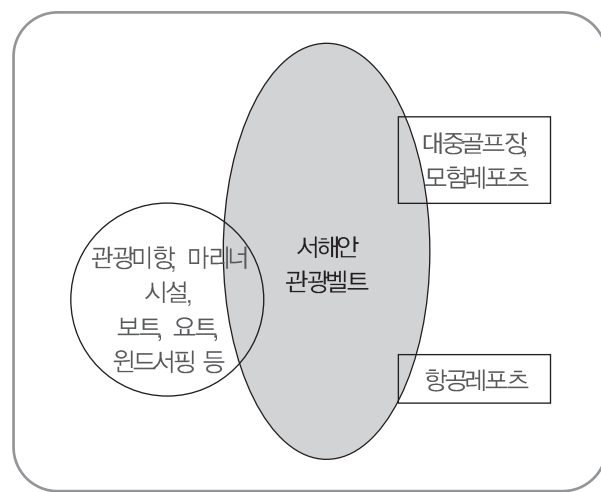 대중골프장,
모험레포츠
서해안
관광벨트
관광미항, 마리너
시설,
보트, 요트,
윈드서핑 등
항공레포츠